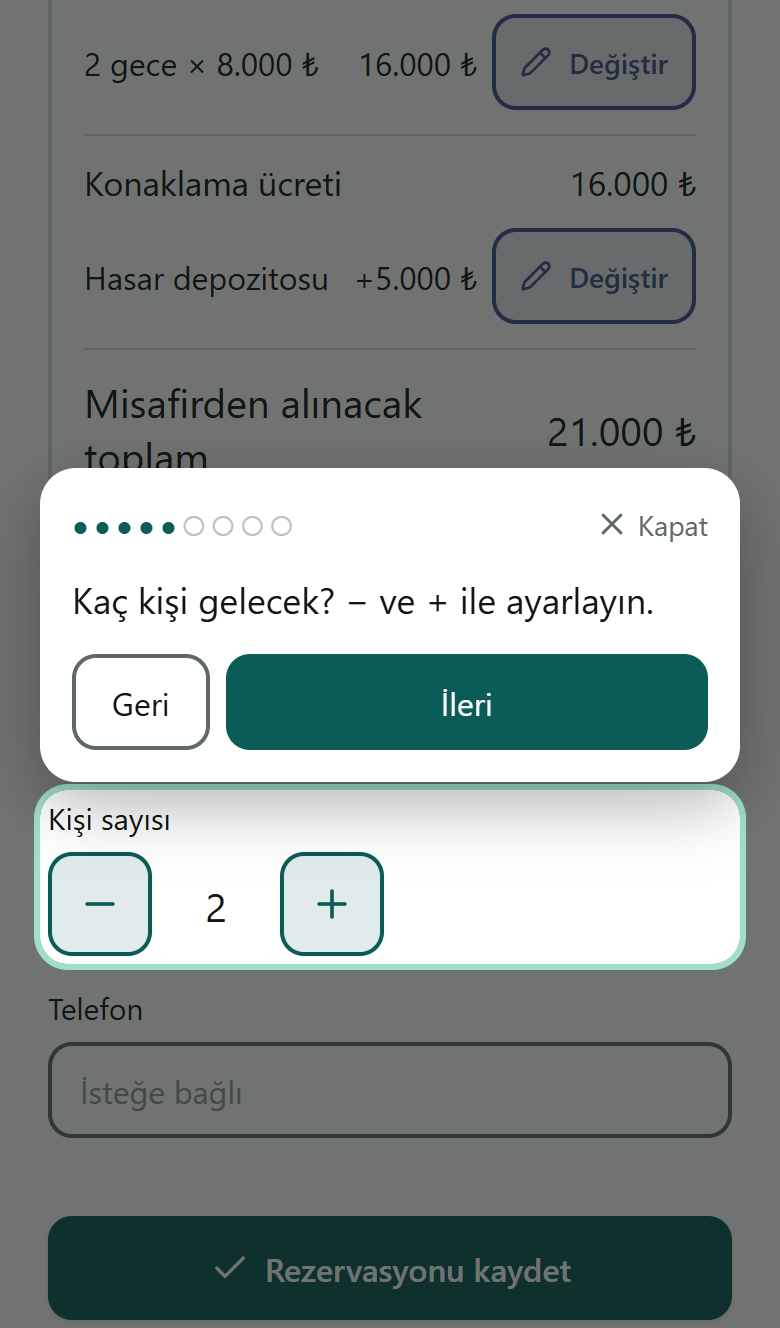 2 gece × 8.000 ₺ 16.000 ₺ Değiştir
Konaklama ücreti 16.000 ₺
Hasar depozitosu +5.000 ₺ Değiştir
Misafirden alınacak
toplam 21.000 ₺
Kapat
Kaç kişi gelecek? − ve + ile ayarlayın.
Geri İleri
Kişi sayısı
− 2 +
Telefon
İsteğe bağlı
Rezervasyonu kaydet